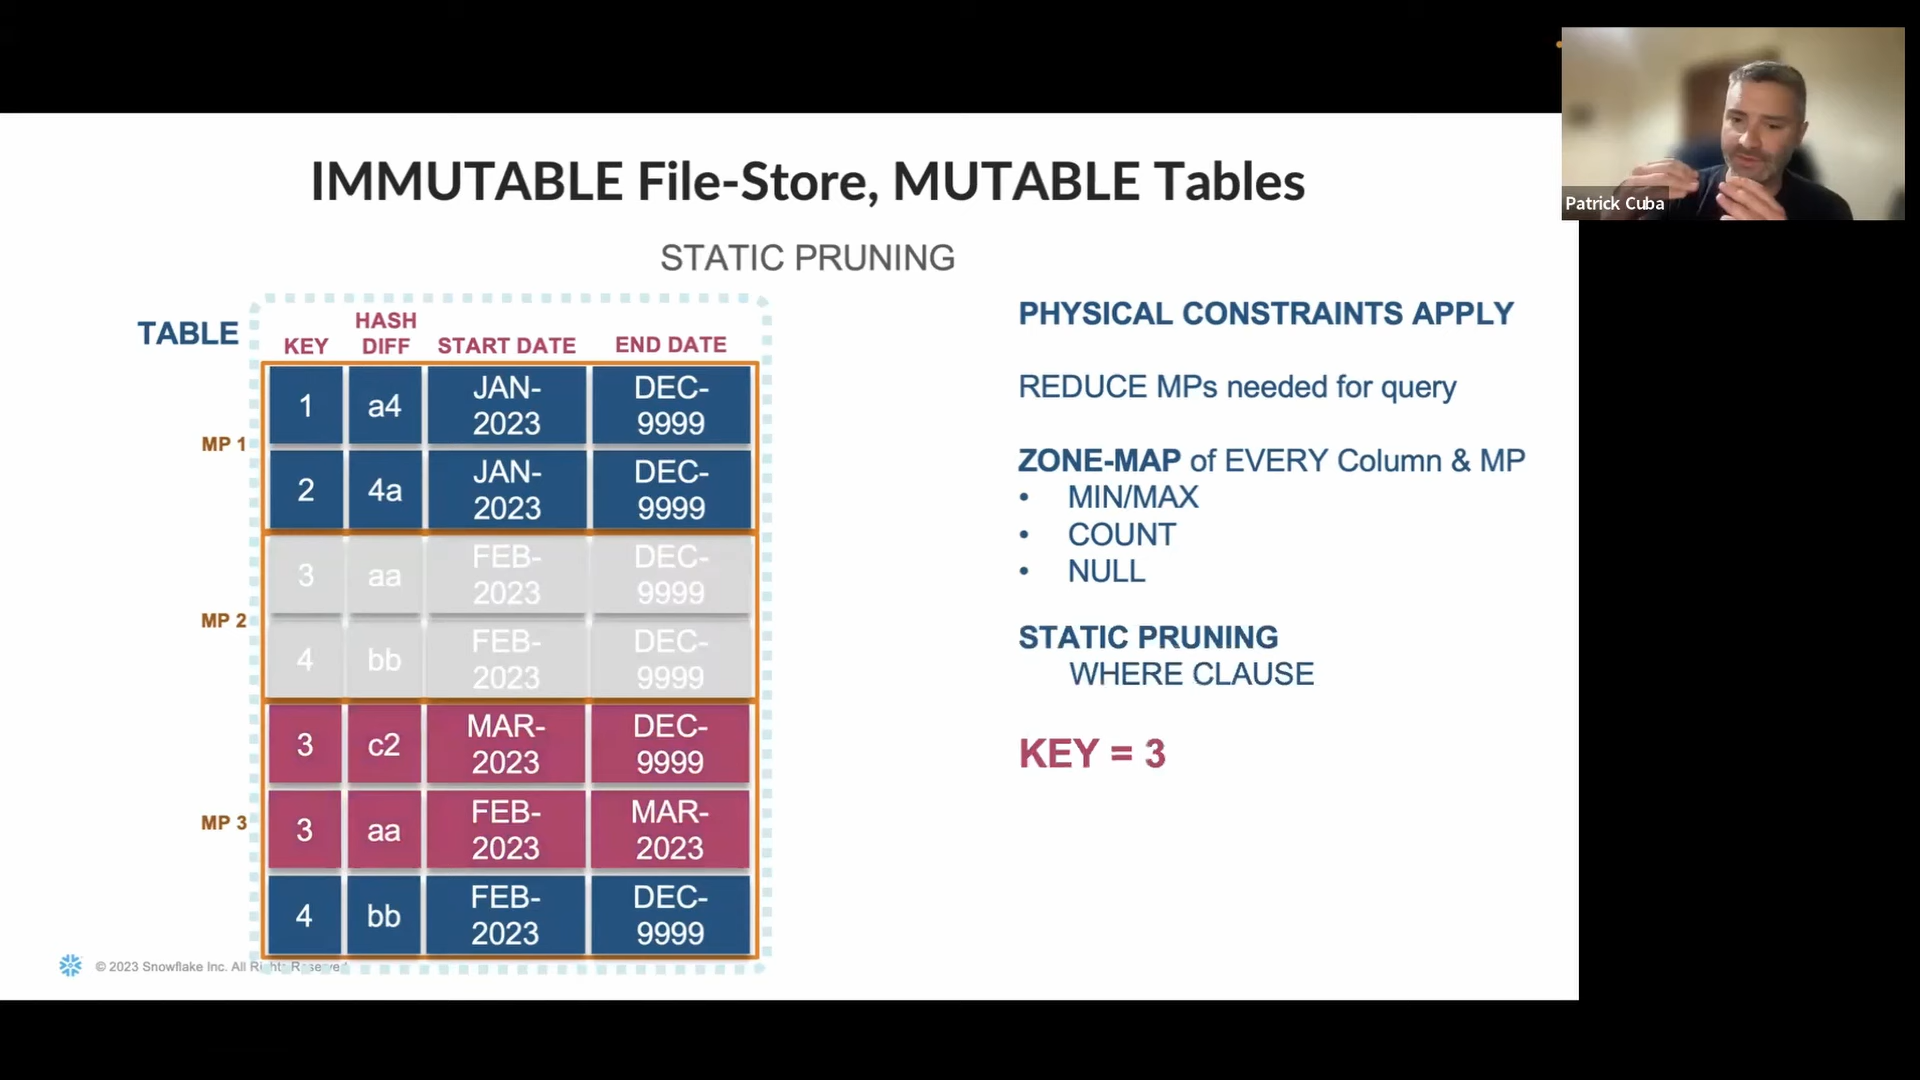 Patrick Cuba
IMMUTABLE File-Store, MUTABLE Tables
STATIC PRUNING
TABLE
KEY
HASH
DIFF
START DATE
END DATE
MP 1
1
a4
JAN-
2023
DEC-
9999
2
4a
JAN-
2023
DEC-
9999
MP 2
3
aa
FEB-
2023
DEC-
9999
4
bb
FEB-
2023
DEC-
9999
MP 3
3
c2
MAR-
2023
DEC-
9999
3
aa
FEB-
2023
MAR-
2023
4
bb
FEB-
2023
DEC-
9999
PHYSICAL CONSTRAINTS APPLY
REDUCE MPs needed for query
ZONE-MAP of EVERY Column & MP
• MIN/MAX
• COUNT
• NULL
STATIC PRUNING
WHERE CLAUSE
KEY = 3
© 2023 Snowflake Inc. All Rights Reserved